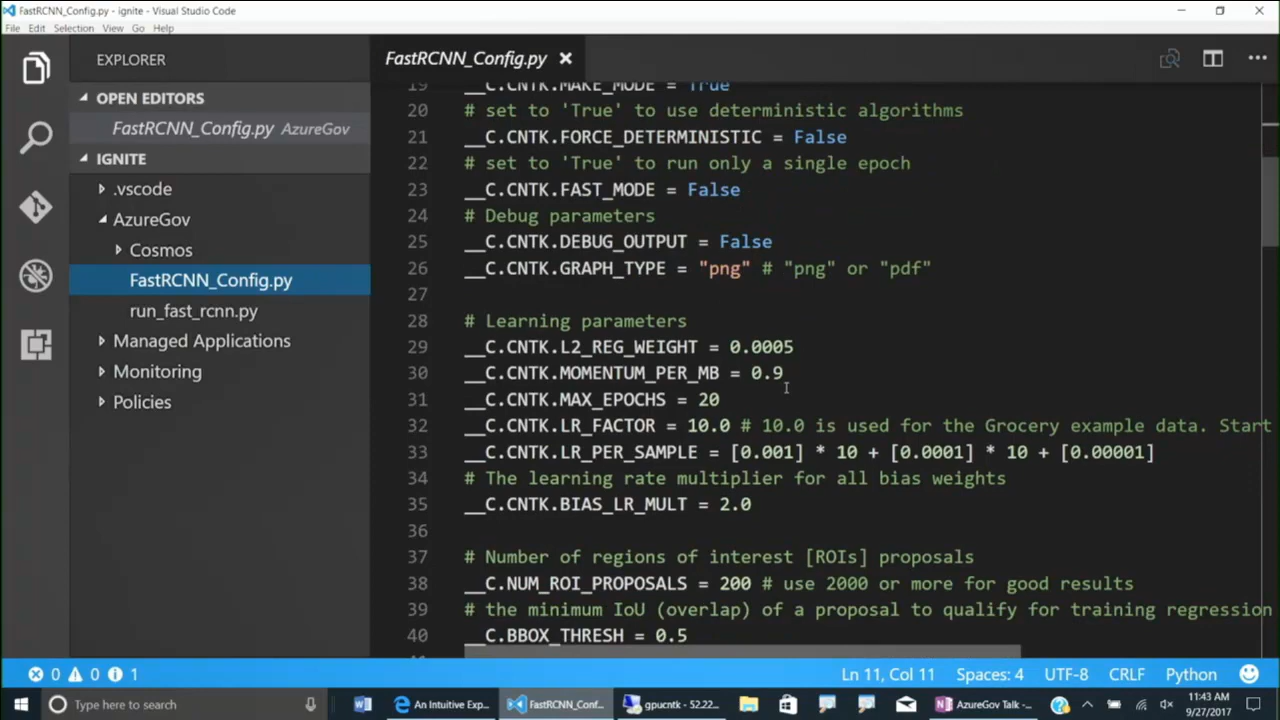 FastRCNN_Config.py - ignite - Visual Studio Code
File Edit Selection View Go Help
EXPLORER
OPEN EDITORS
FastRCNN_Config.py AzureGov
IGNITE
.vscode
AzureGov
Cosmos
FastRCNN_Config.py
run_fast_rcnn.py
Managed Applications
Monitoring
Policies
FastRCNN_Config.py
19 __C.CNTK.MAKE_MODE = True
20 # set to 'True' to use deterministic algorithms
21 __C.CNTK.FORCE_DETERMINISTIC = False
22 # set to 'True' to run only a single epoch
23 __C.CNTK.FAST_MODE = False
24 # Debug parameters
25 __C.CNTK.DEBUG_OUTPUT = False
26 __C.CNTK.GRAPH_TYPE = "png" # "png" or "pdf"
27
28 # Learning parameters
29 __C.CNTK.L2_REG_WEIGHT = 0.0005
30 __C.CNTK.MOMENTUM_PER_MB = 0.9
31 __C.CNTK.MAX_EPOCHS = 20
32 __C.CNTK.LR_FACTOR = 10.0 # 10.0 is used for the Grocery example data. Start
33 __C.CNTK.LR_PER_SAMPLE = [0.001] * 10 + [0.0001] * 10 + [0.00001]
34 # The learning rate multiplier for all bias weights
35 __C.CNTK.BIAS_LR_MULT = 2.0
36
37 # Number of regions of interest [ROIs] proposals
38 __C.NUM_ROI_PROPOSALS = 200 # use 2000 or more for good results
39 # the minimum IoU (overlap) of a proposal to qualify for training regression
40 __C.BBOX_THRESH = 0.5
0 0 1
Ln 11, Col 11 Spaces: 4 UTF-8 CRLF Python
Type here to search
An Intuitive Exp...
FastRCNN_Conf...
gpucntk - 52.22...
AzureGov Talk -...
11:43 AM
9/27/2017